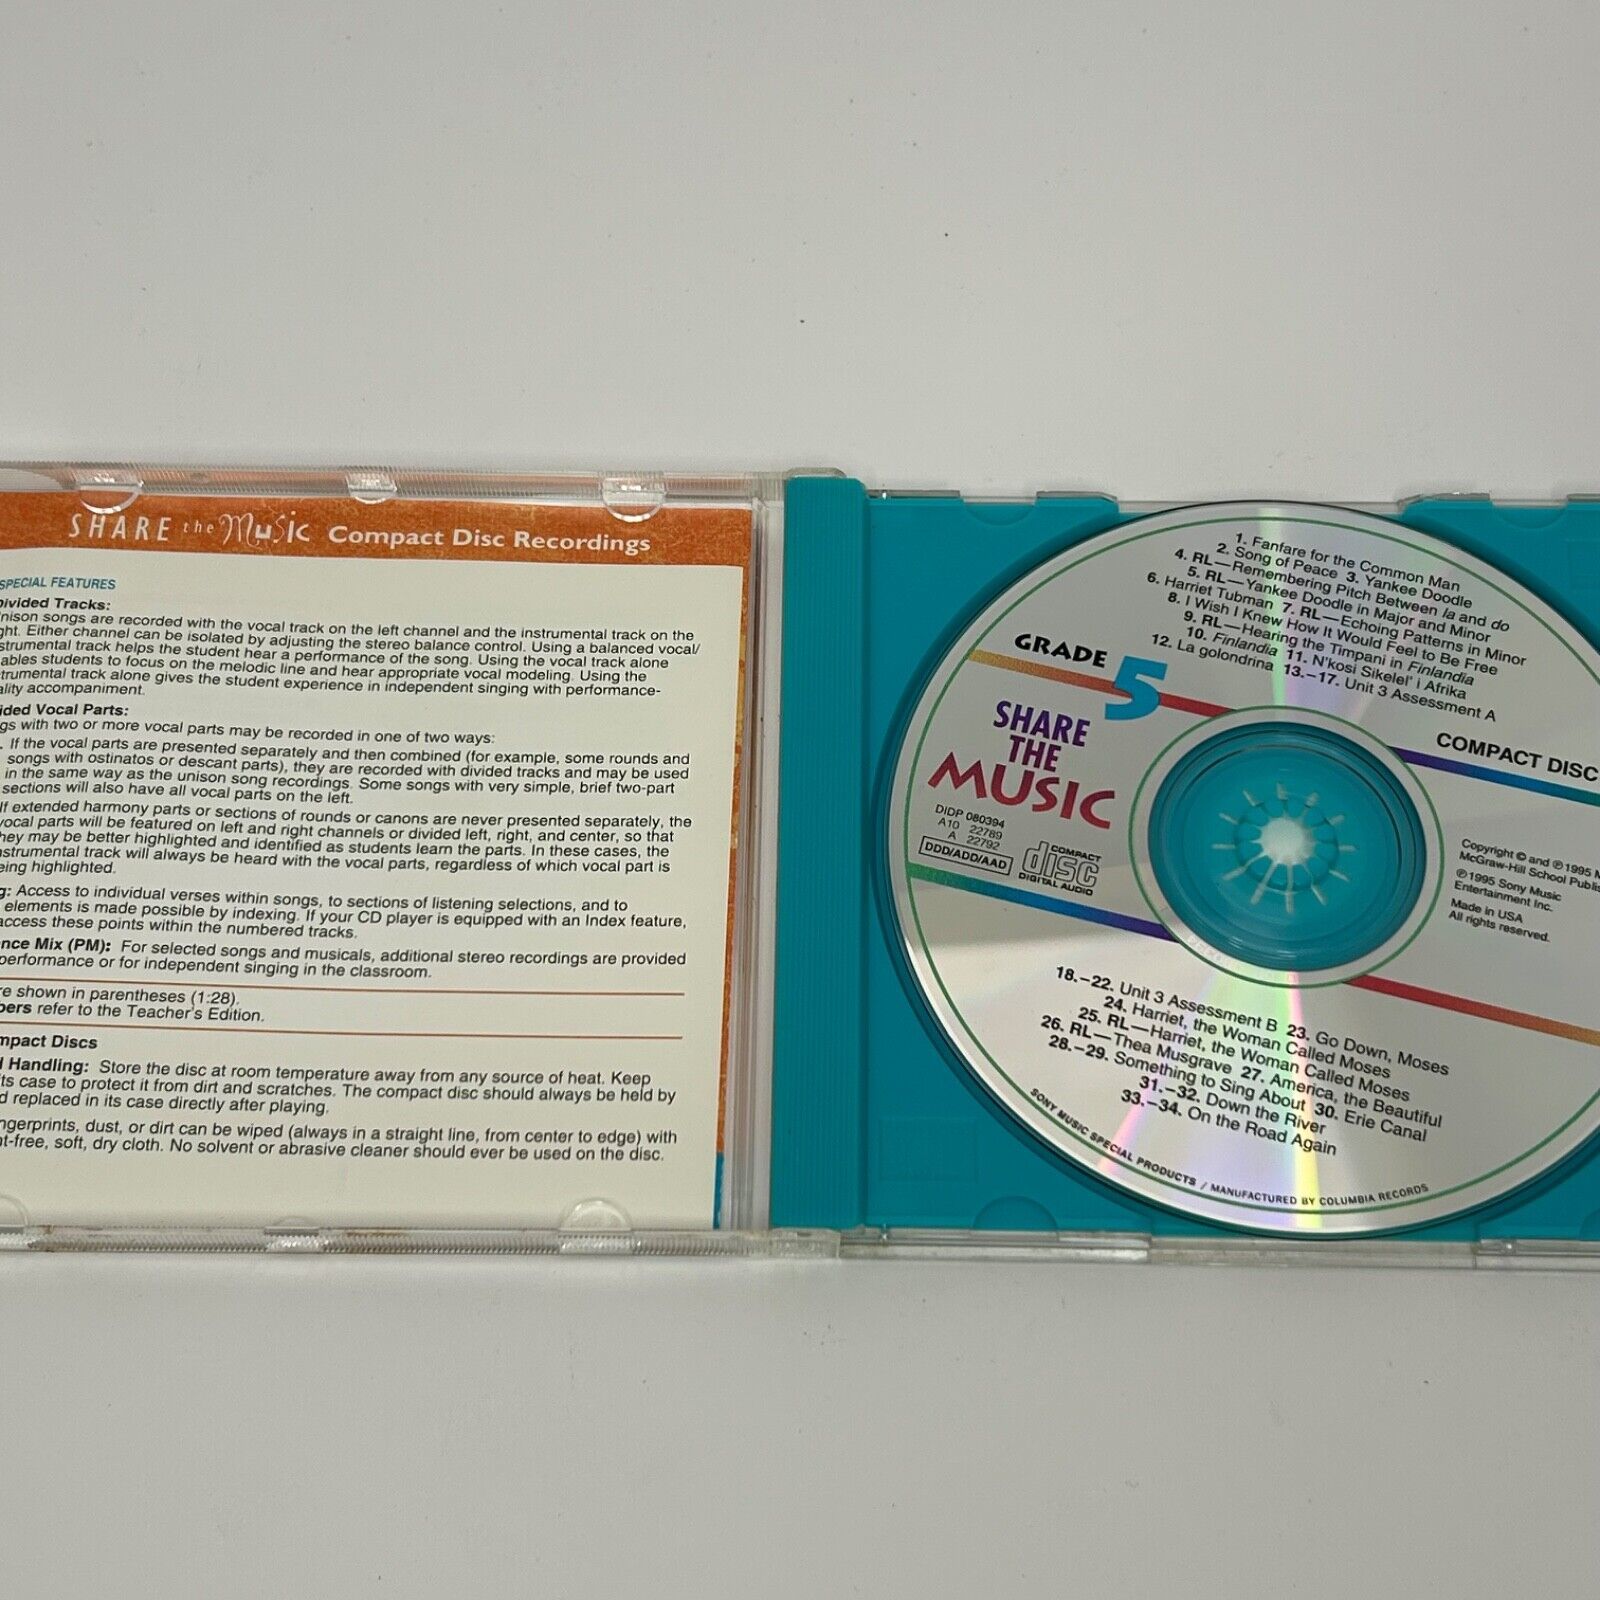 SHARE the MUSIC Compact Disc Recordings
SPECIAL FEATURES
Divided Tracks:
songs are recorded with the vocal track on the left channel and the instrumental track on the
Either channel can be isolated by adjusting the stereo balance control. Using a balanced vocal/
track helps the student hear a performance of the song. Using the vocal track alone
students to focus on the melodic line and hear appropriate vocal modeling. Using the
track alone gives the student experience in independent singing with performance-
accompaniment.
Vocal Parts:
with two or more vocal parts may be recorded in one of two ways:
. If the vocal parts are presented separately and then combined (for example, some rounds and
songs with ostinatos or descant parts), they are recorded with divided tracks and may be used
in the same way as the unison song recordings. Some songs with very simple, brief two-part
sections will also have all vocal parts on the left.
If extended harmony parts or sections of rounds or canons are never presented separately, the
vocal parts will be featured on left and right channels or divided left, right, and center, so that
they may be better highlighted and identified as students learn the parts. In these cases, the
instrumental track will always be heard with the vocal parts, regardless of which vocal part is
being highlighted.
Access to individual verses within songs, to sections of listening selections, and to
elements is made possible by indexing. If your CD player is equipped with an Index feature,
access these points within the numbered tracks.
Mix (PM): For selected songs and musicals, additional stereo recordings are provided
performance or for independent singing in the classroom.
shown in parentheses (1:28).
refer to the Teacher's Edition.
Discs
Handling: Store the disc at room temperature away from any source of heat. Keep
its case to protect it from dirt and scratches. The compact disc should always be held by
replaced in its case directly after playing.
dust, or dirt can be wiped (always in a straight line, from center to edge) with
soft, dry cloth. No solvent or abrasive cleaner should ever be used on the disc.
1. Fanfare for the Common Man
2. Song of Peace 3. Yankee Doodle
4. RL—Remembering Pitch Between la and do
5. RL—Yankee Doodle in Major and Minor
6. Harriet Tubman 7. RL—Echoing Patterns in Minor
8. I Wish I Knew How It Would Feel to Be Free
9. RL—Hearing the Timpani in Finlandia
10. Finlandia 11. N'kosi Sikelel' i Afrika
12. La golondrina 13.–17. Unit 3 Assessment A
GRADE 5
SHARE
THE
MUSIC
COMPACT DISC
DIDP 080394
A10 22789
A 22792
DDD/ADD/AAD
COMPACT
disc
DIGITAL AUDIO
Copyright © and ℗ 1995
McGraw-Hill School
℗ 1995 Sony Music
Entertainment Inc.
Made in USA
All rights reserved.
18.–22. Unit 3 Assessment B 23. Go Down, Moses
24. Harriet, the Woman Called Moses
25. RL—Harriet, the Woman Called Moses
26. RL—Thea Musgrave 27. America, the Beautiful
28.–29. Something to Sing About 30. Erie Canal
31.–32. Down the River
33.–34. On the Road Again
SONY MUSIC SPECIAL PRODUCTS / MANUFACTURED BY COLUMBIA RECORDS